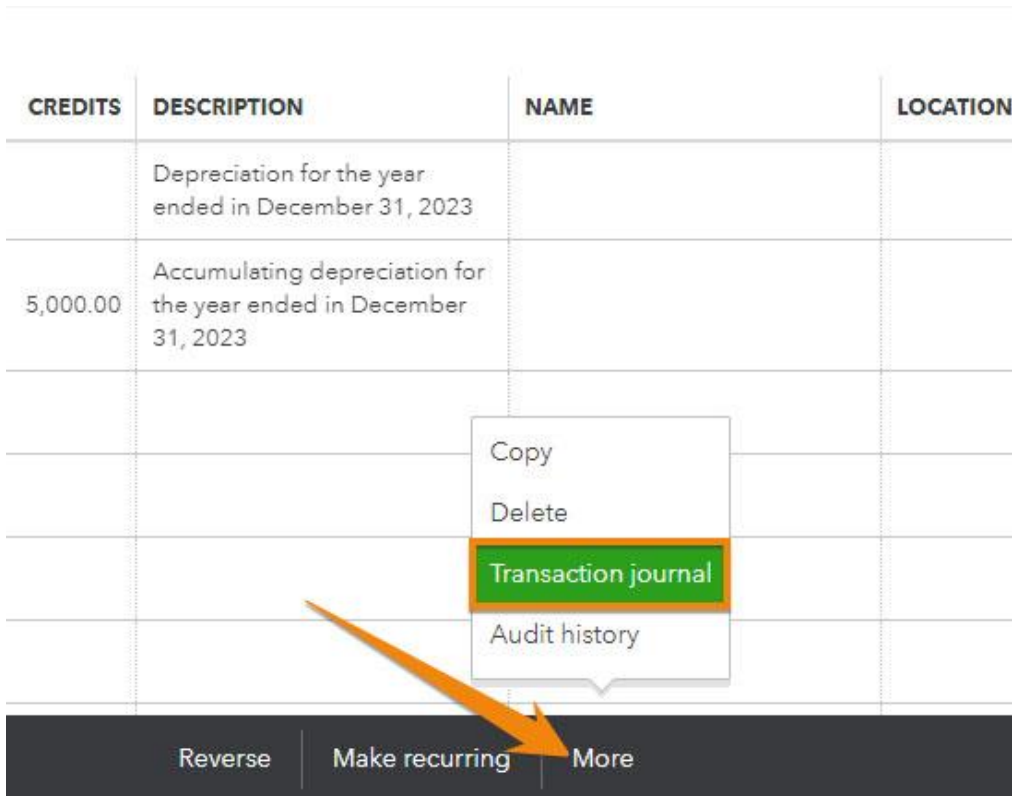 CREDITS DESCRIPTION NAME LOCATION
Depreciation for the year
ended in December 31, 2023
Accumulating depreciation for
5,000.00 the year ended in December
31, 2023
Copy
Delete
Transaction journal
Audit history
Reverse Make recurring More